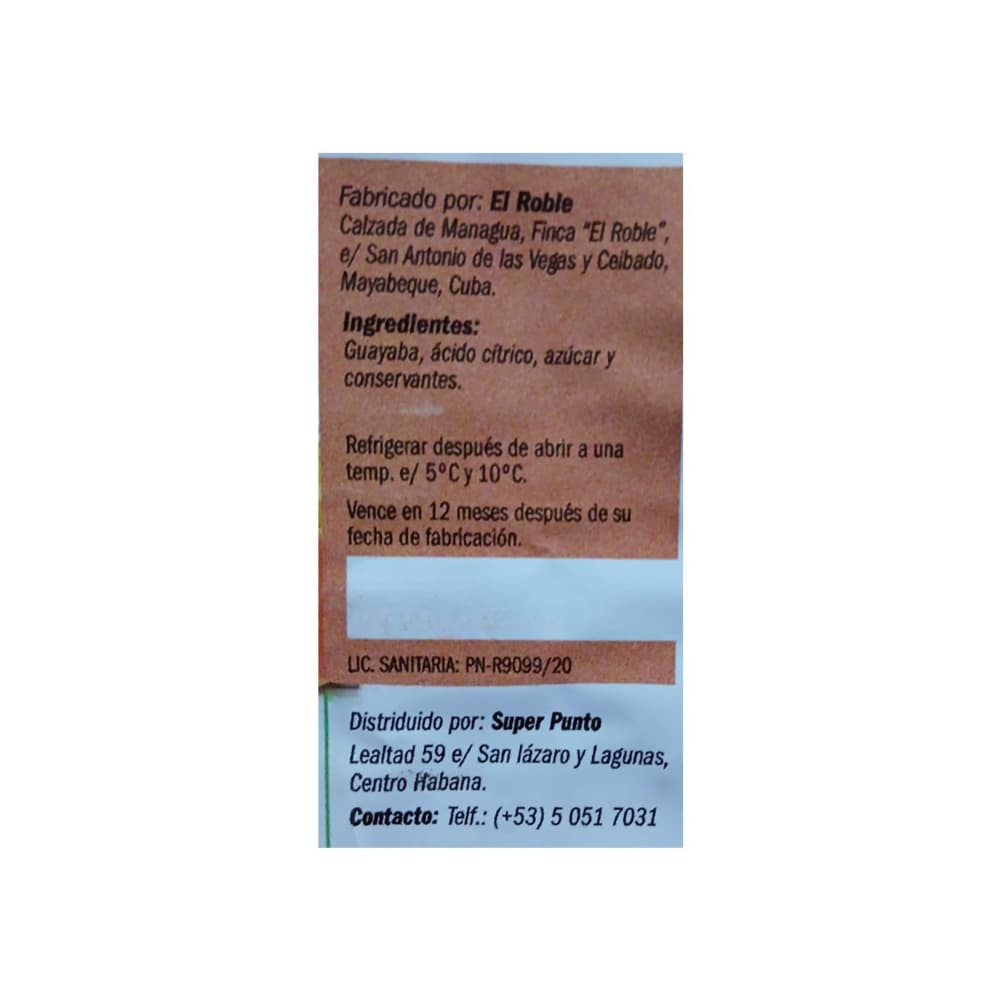 Fabricado por: El Roble
Calzada de Managua, Finca "El Roble",
e/ San Antonio de las Vegas y Ceibado,
Mayabeque, Cuba.
Ingredientes:
Guayaba, ácido cítrico, azúcar y
conservantes.
Refrigerar después de abrir a una
temp. e/ 5ºC y 10ºC.
Vence en 12 meses después de su
fecha de fabricación.
LIC. SANITARIA: PN-R9099/20
Distriduido por: Super Punto
Lealtad 59 e/ San lázaro y Lagunas,
Centro Habana.
Contacto: Telf.: (+53) 5 051 7031